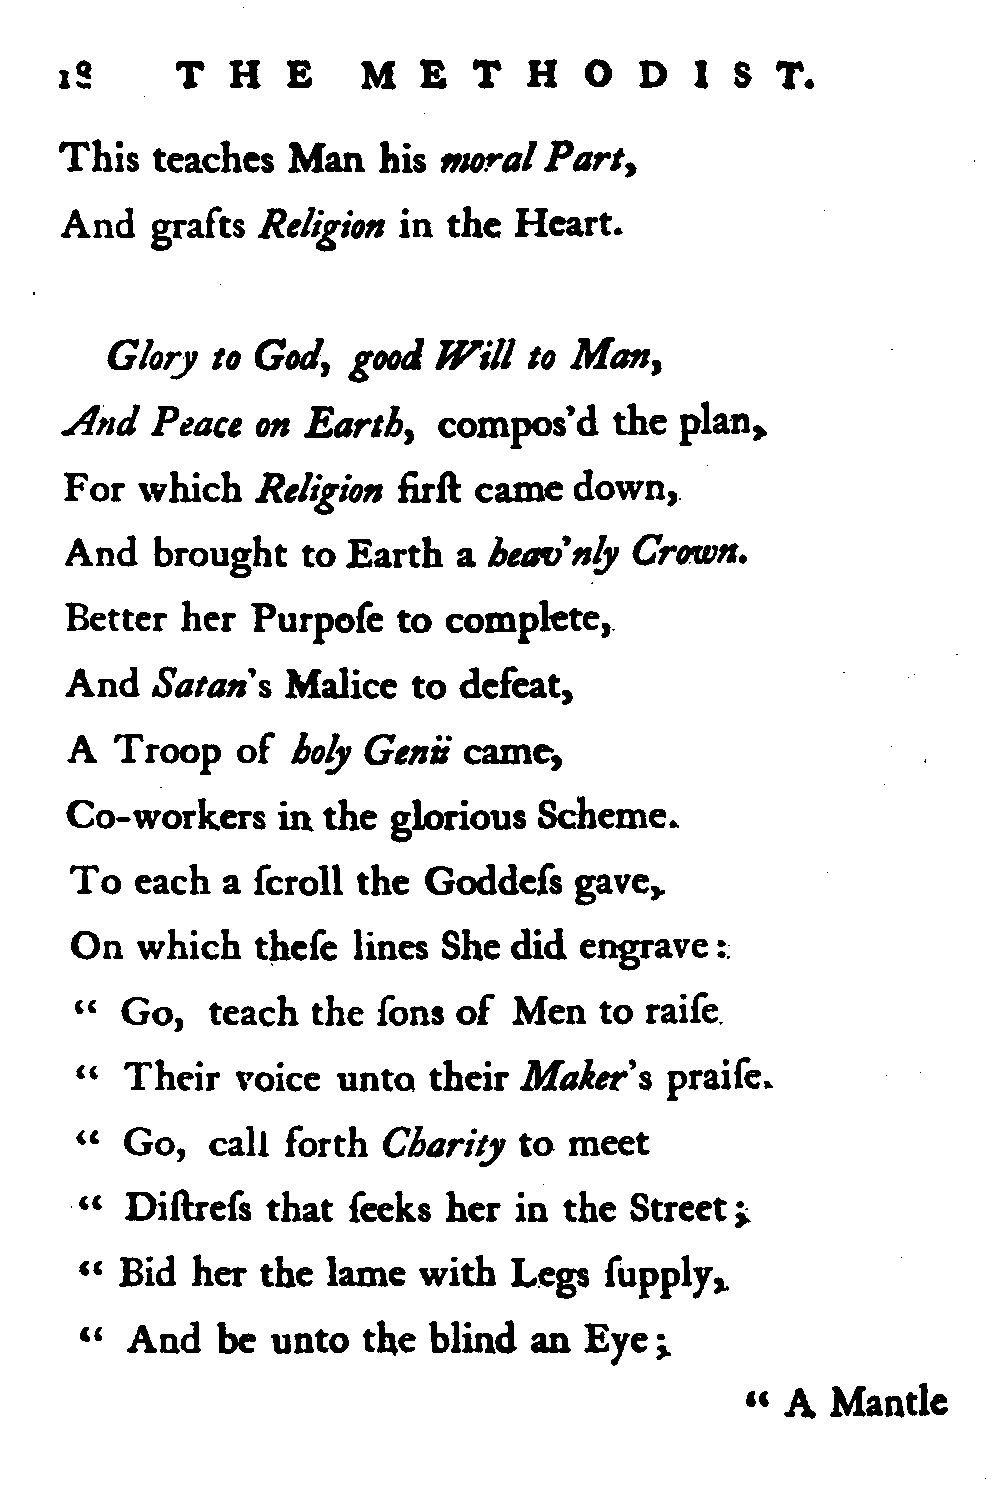 18 THE METHODIST.
This teaches Man his moral Part,
And grafts Religion in the Heart.
Glory to God, good Will to Man,
And Peace on Earth, compos'd the plan,
For which Religion firſt came down,
And brought to Earth a heav'nly Crown.
Better her Purpoſe to complete,
And Satan's Malice to defeat,
A Troop of holy Genii came,
Co-workers in the glorious Scheme.
To each a ſcroll the Goddeſs gave,
On which theſe lines She did engrave:
“ Go, teach the ſons of Men to raiſe
“ Their voice unto their Maker's praiſe.
“ Go, call forth Charity to meet
“ Diſtreſs that ſeeks her in the Street;
“ Bid her the lame with Legs ſupply,
“ And be unto the blind an Eye;
“ A Mantle